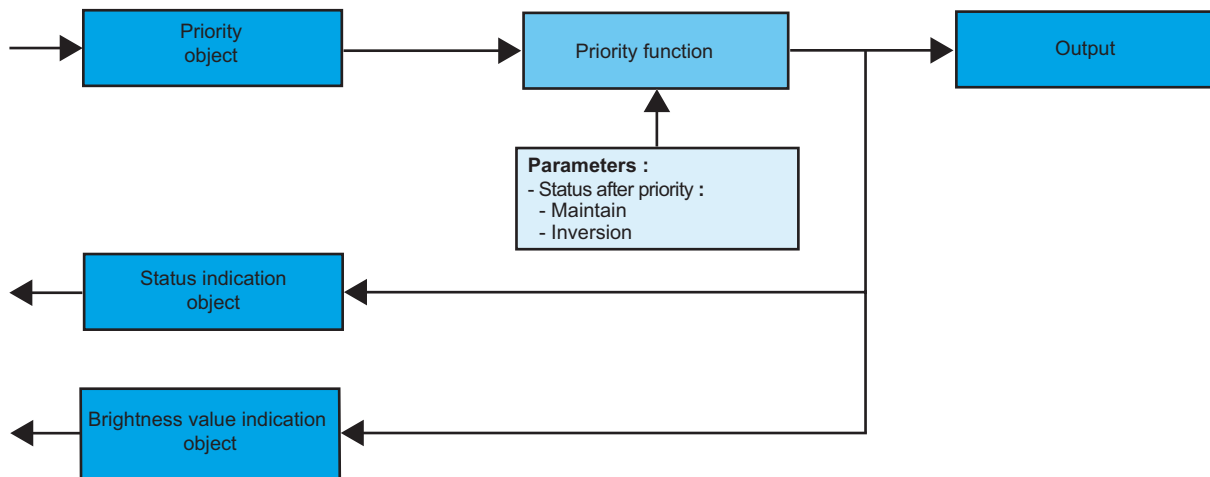 Priority
object
Priority function
Output
Parameters :
- Status after priority :
- Maintain
- Inversion
Status indication
object
Brightness value indication
object